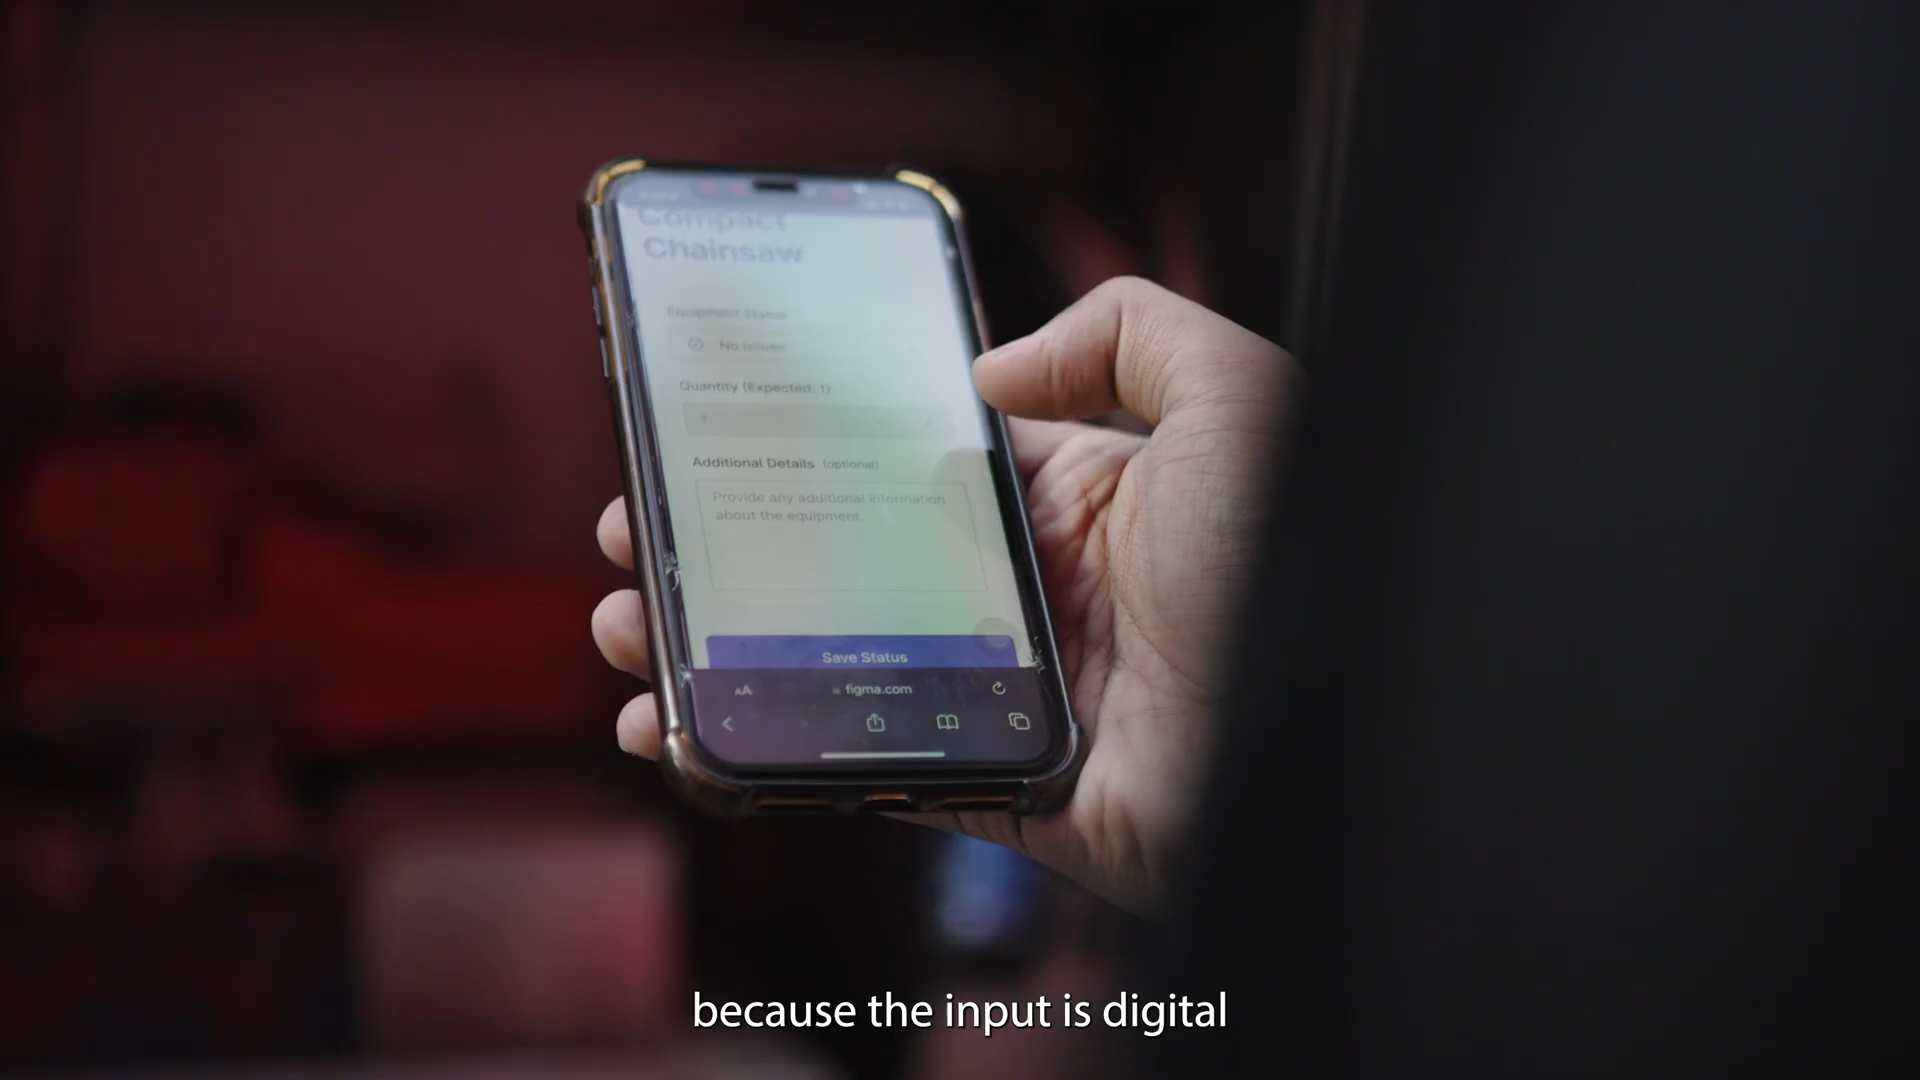 Compact
Chainsaw
Equipment Status
No Issues
Quantity (Expected: 1)
1
Additional Details (optional)
Provide any additional information
about the equipment.
Save Status
AA figma.com
because the input is digital